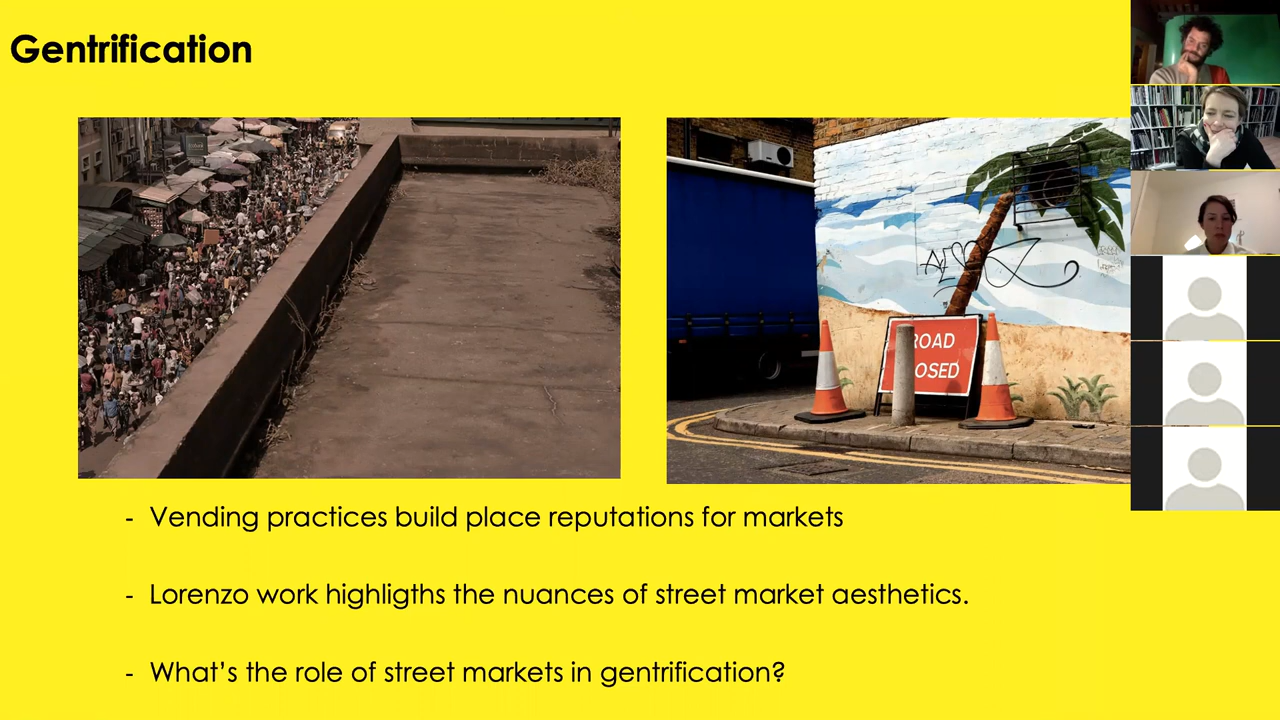 Gentrification
ROAD
OSED
- Vending practices build place reputations for markets
- Lorenzo work highligths the nuances of street market aesthetics.
- What's the role of street markets in gentrification?